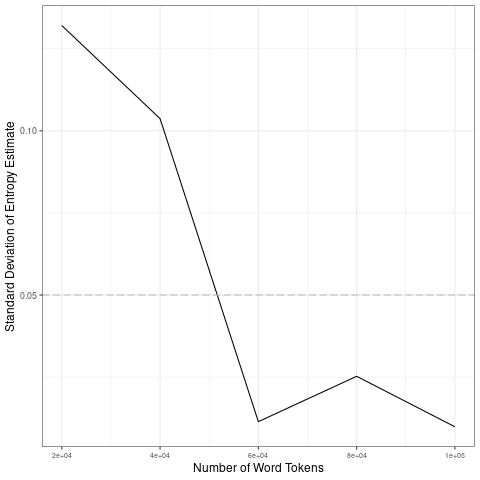 Standard Deviation of Entropy Estimate
0.10
0.05
2e+04 4e+04 6e+04 8e+04 1e+05
Number of Word Tokens